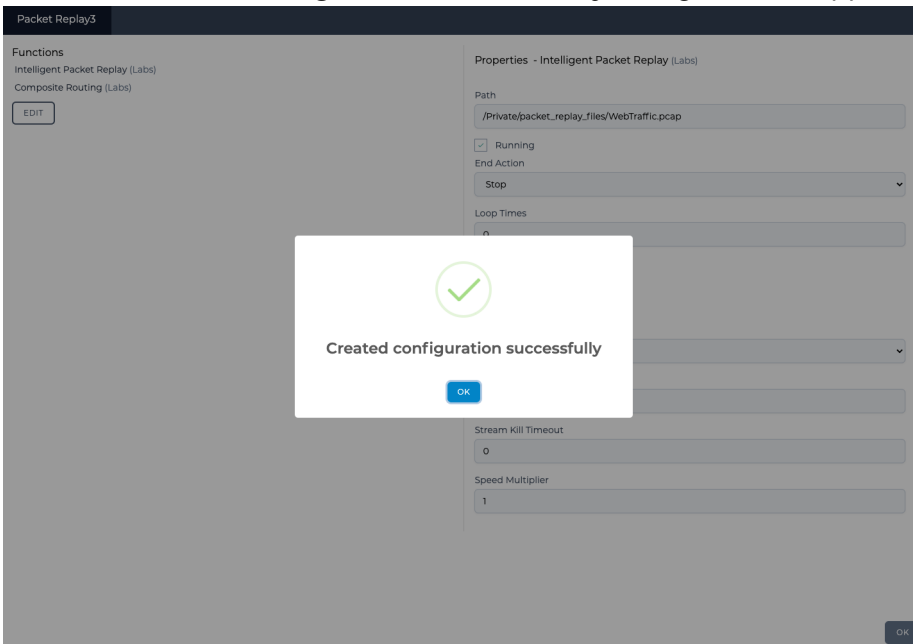 Packet Replay3
Functions
Intelligent Packet Replay (Labs)
Composite Routing (Labs)
EDIT
Properties - Intelligent Packet Replay (Labs)
Path
/Private/packet_replay_files/WebTraffic.pcap
Running
End Action
Stop
Loop Times
0
Created configuration successfully
OK
Stream Kill Timeout
0
Speed Multiplier
1
OK